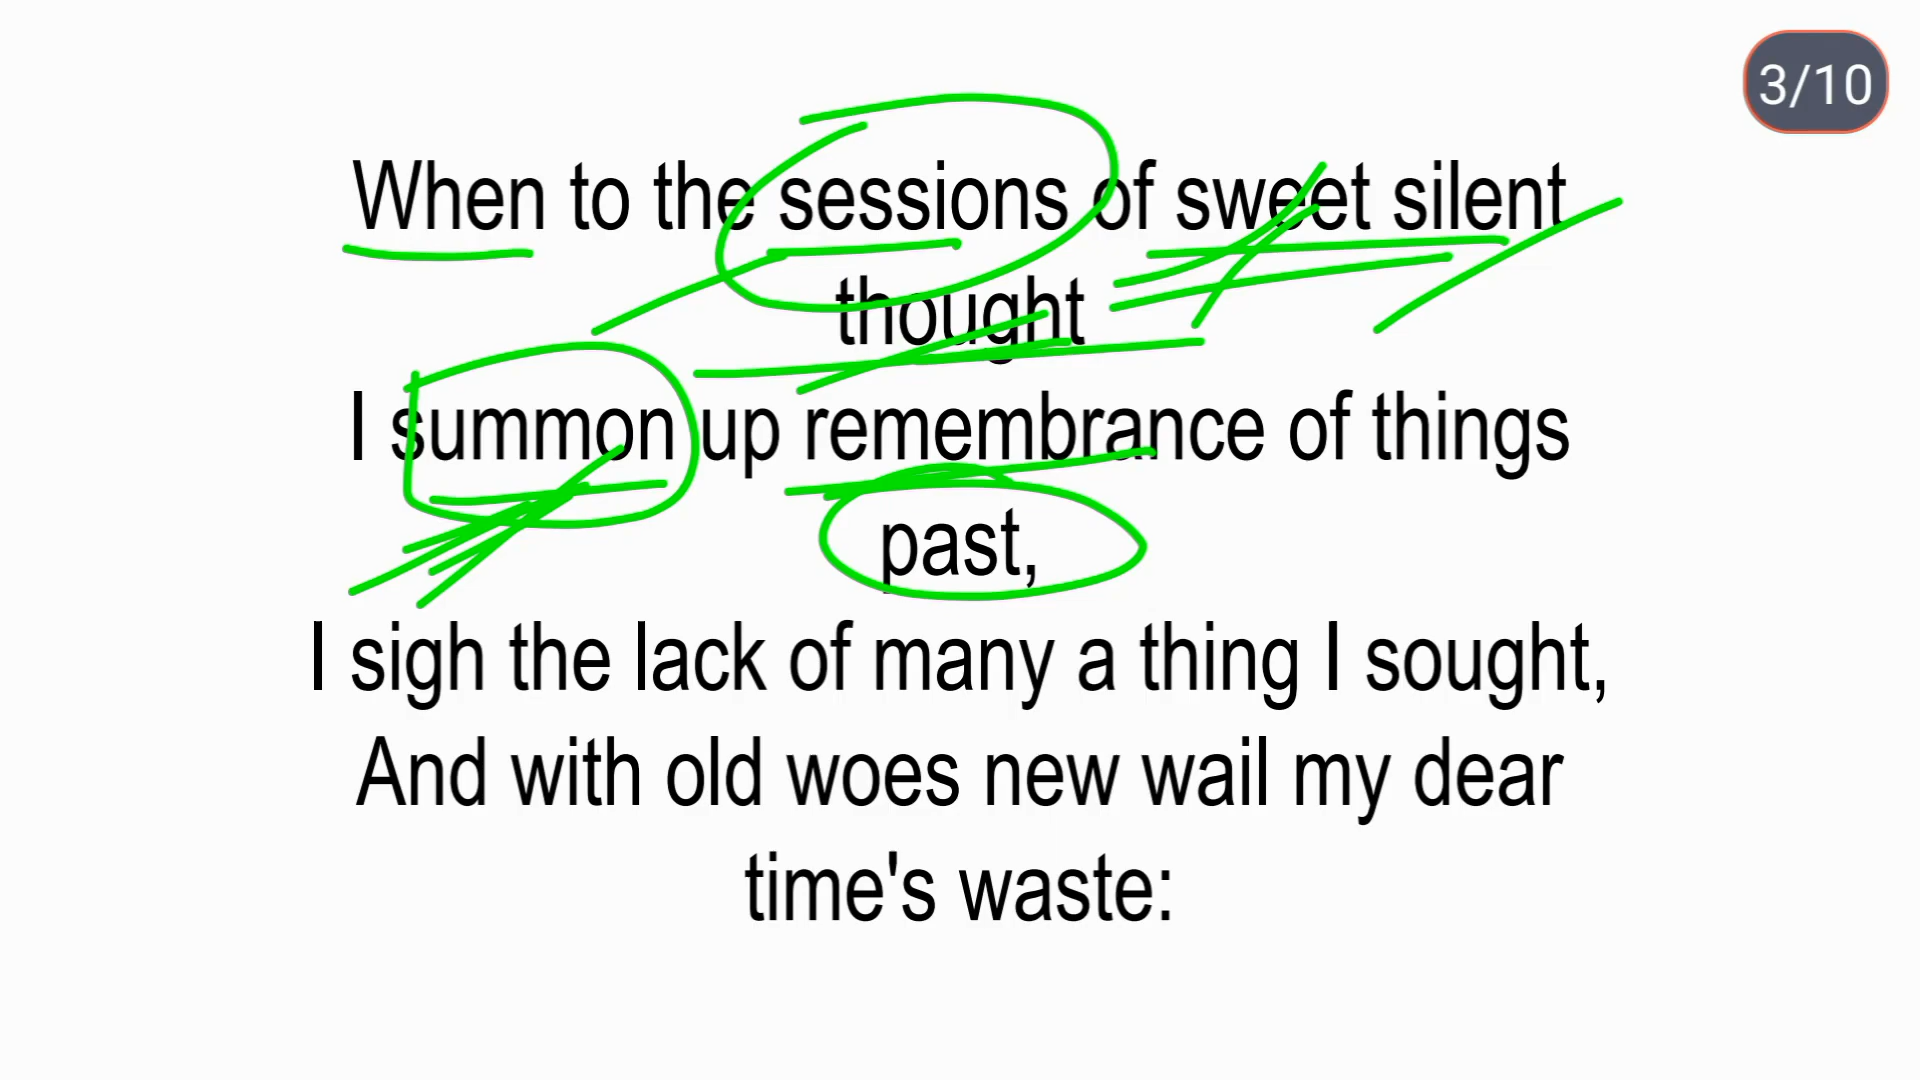 3/10
When to the sessions of sweet silent
thought
I summon up remembrance of things
past,
I sigh the lack of many a thing I sought,
And with old woes new wail my dear
time's waste: